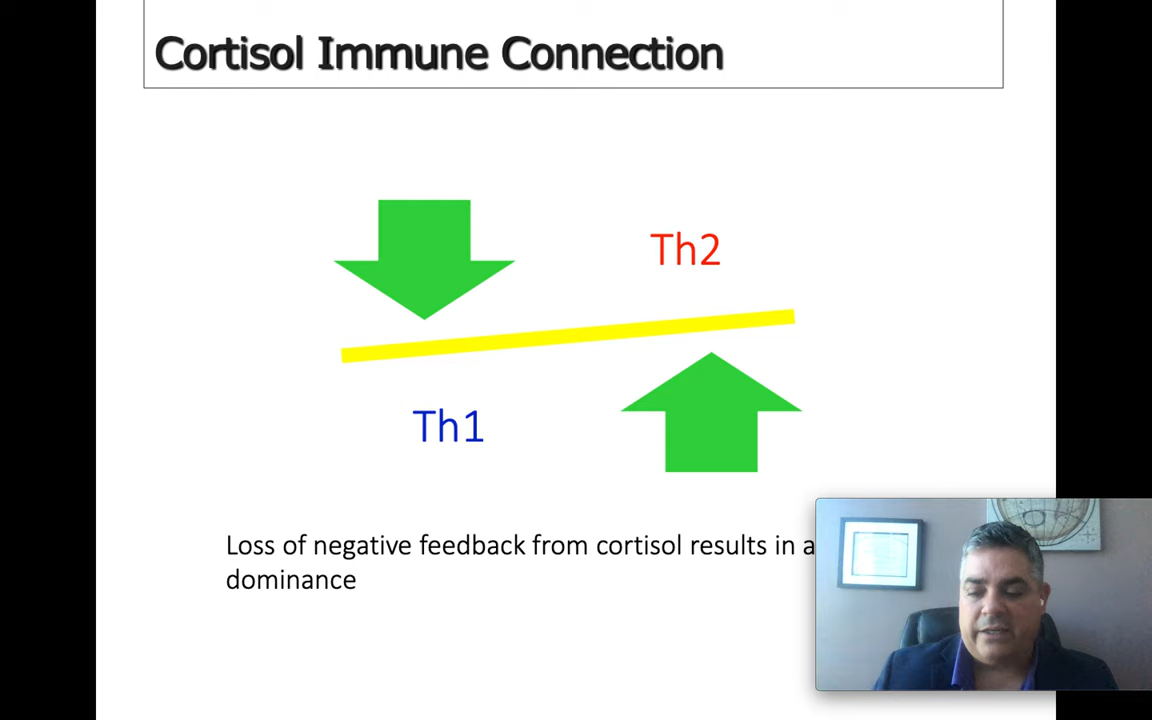 Cortisol Immune Connection
Th2
Th1
Loss of negative feedback from cortisol results in a
dominance